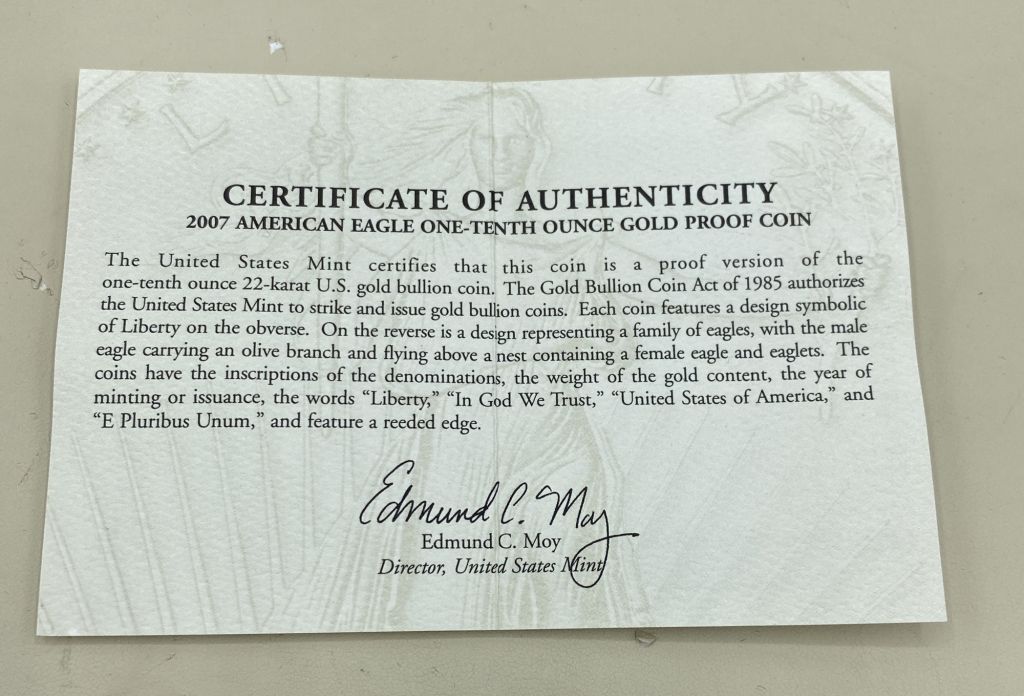 CERTIFICATE OF AUTHENTICITY
2007 AMERICAN EAGLE ONE-TENTH OUNCE GOLD PROOF COIN
The United States Mint certifies that this coin is a proof version of the
one-tenth ounce 22-karat U.S. gold bullion coin. The Gold Bullion Coin Act of 1985 authorizes
the United States Mint to strike and issue gold bullion coins. Each coin features a design symbolic
of Liberty on the obverse. On the reverse is a design representing a family of eagles, with the male
eagle carrying an olive branch and flying above a nest containing a female eagle and eaglets. The
coins have the inscriptions of the denominations, the weight of the gold content, the year of
minting or issuance, the words “Liberty,” “In God We Trust,” “United States of America,” and
“E Pluribus Unum,” and feature a reeded edge.
Edmund C. Moy
Edmund C. Moy
Director, United States Mint